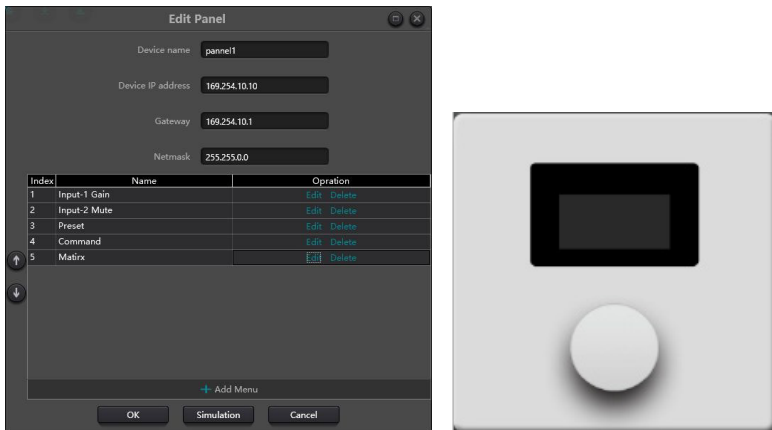 Edit Panel
Device name pannel1
Device IP address 169.254.10.10
Gateway 169.254.10.1
Netmask 255.255.0.0
Index Name Opration
1 Input-1 Gain Edit Delete
2 Input-2 Mute Edit Delete
3 Preset Edit Delete
4 Command Edit Delete
5 Matirx Edit Delete
+ Add Menu
OK Simulation Cancel